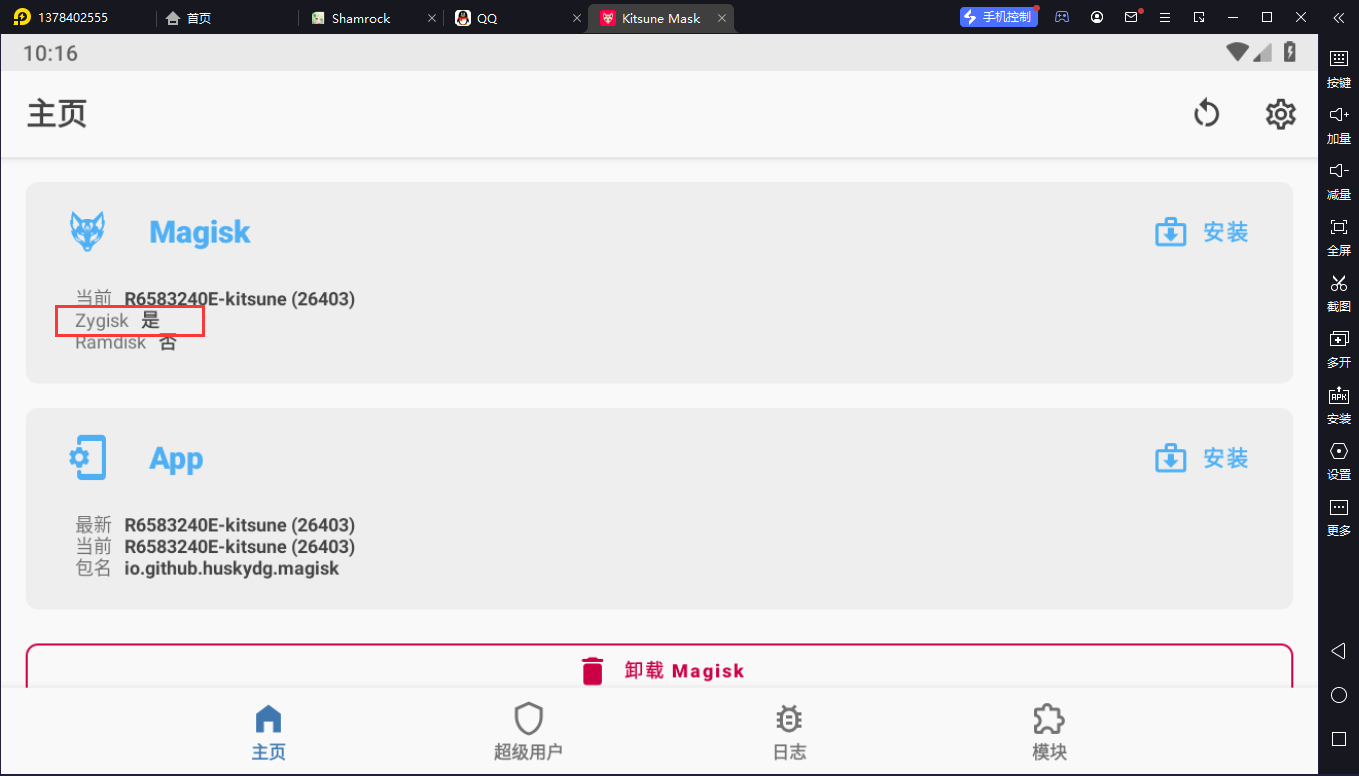 1378402555
首页
Shamrock
QQ
Kitsune Mask
手机控制
10:16
主页
Magisk
安装
当前 R6583240E-kitsune (26403)
Zygisk 是
Ramdisk 否
App
安装
最新 R6583240E-kitsune (26403)
当前 R6583240E-kitsune (26403)
包名 io.github.huskydg.magisk
卸载 Magisk
主页
超级用户
日志
模块
按键
加量
减量
全屏
截图
多开
APK
安装
设置
更多